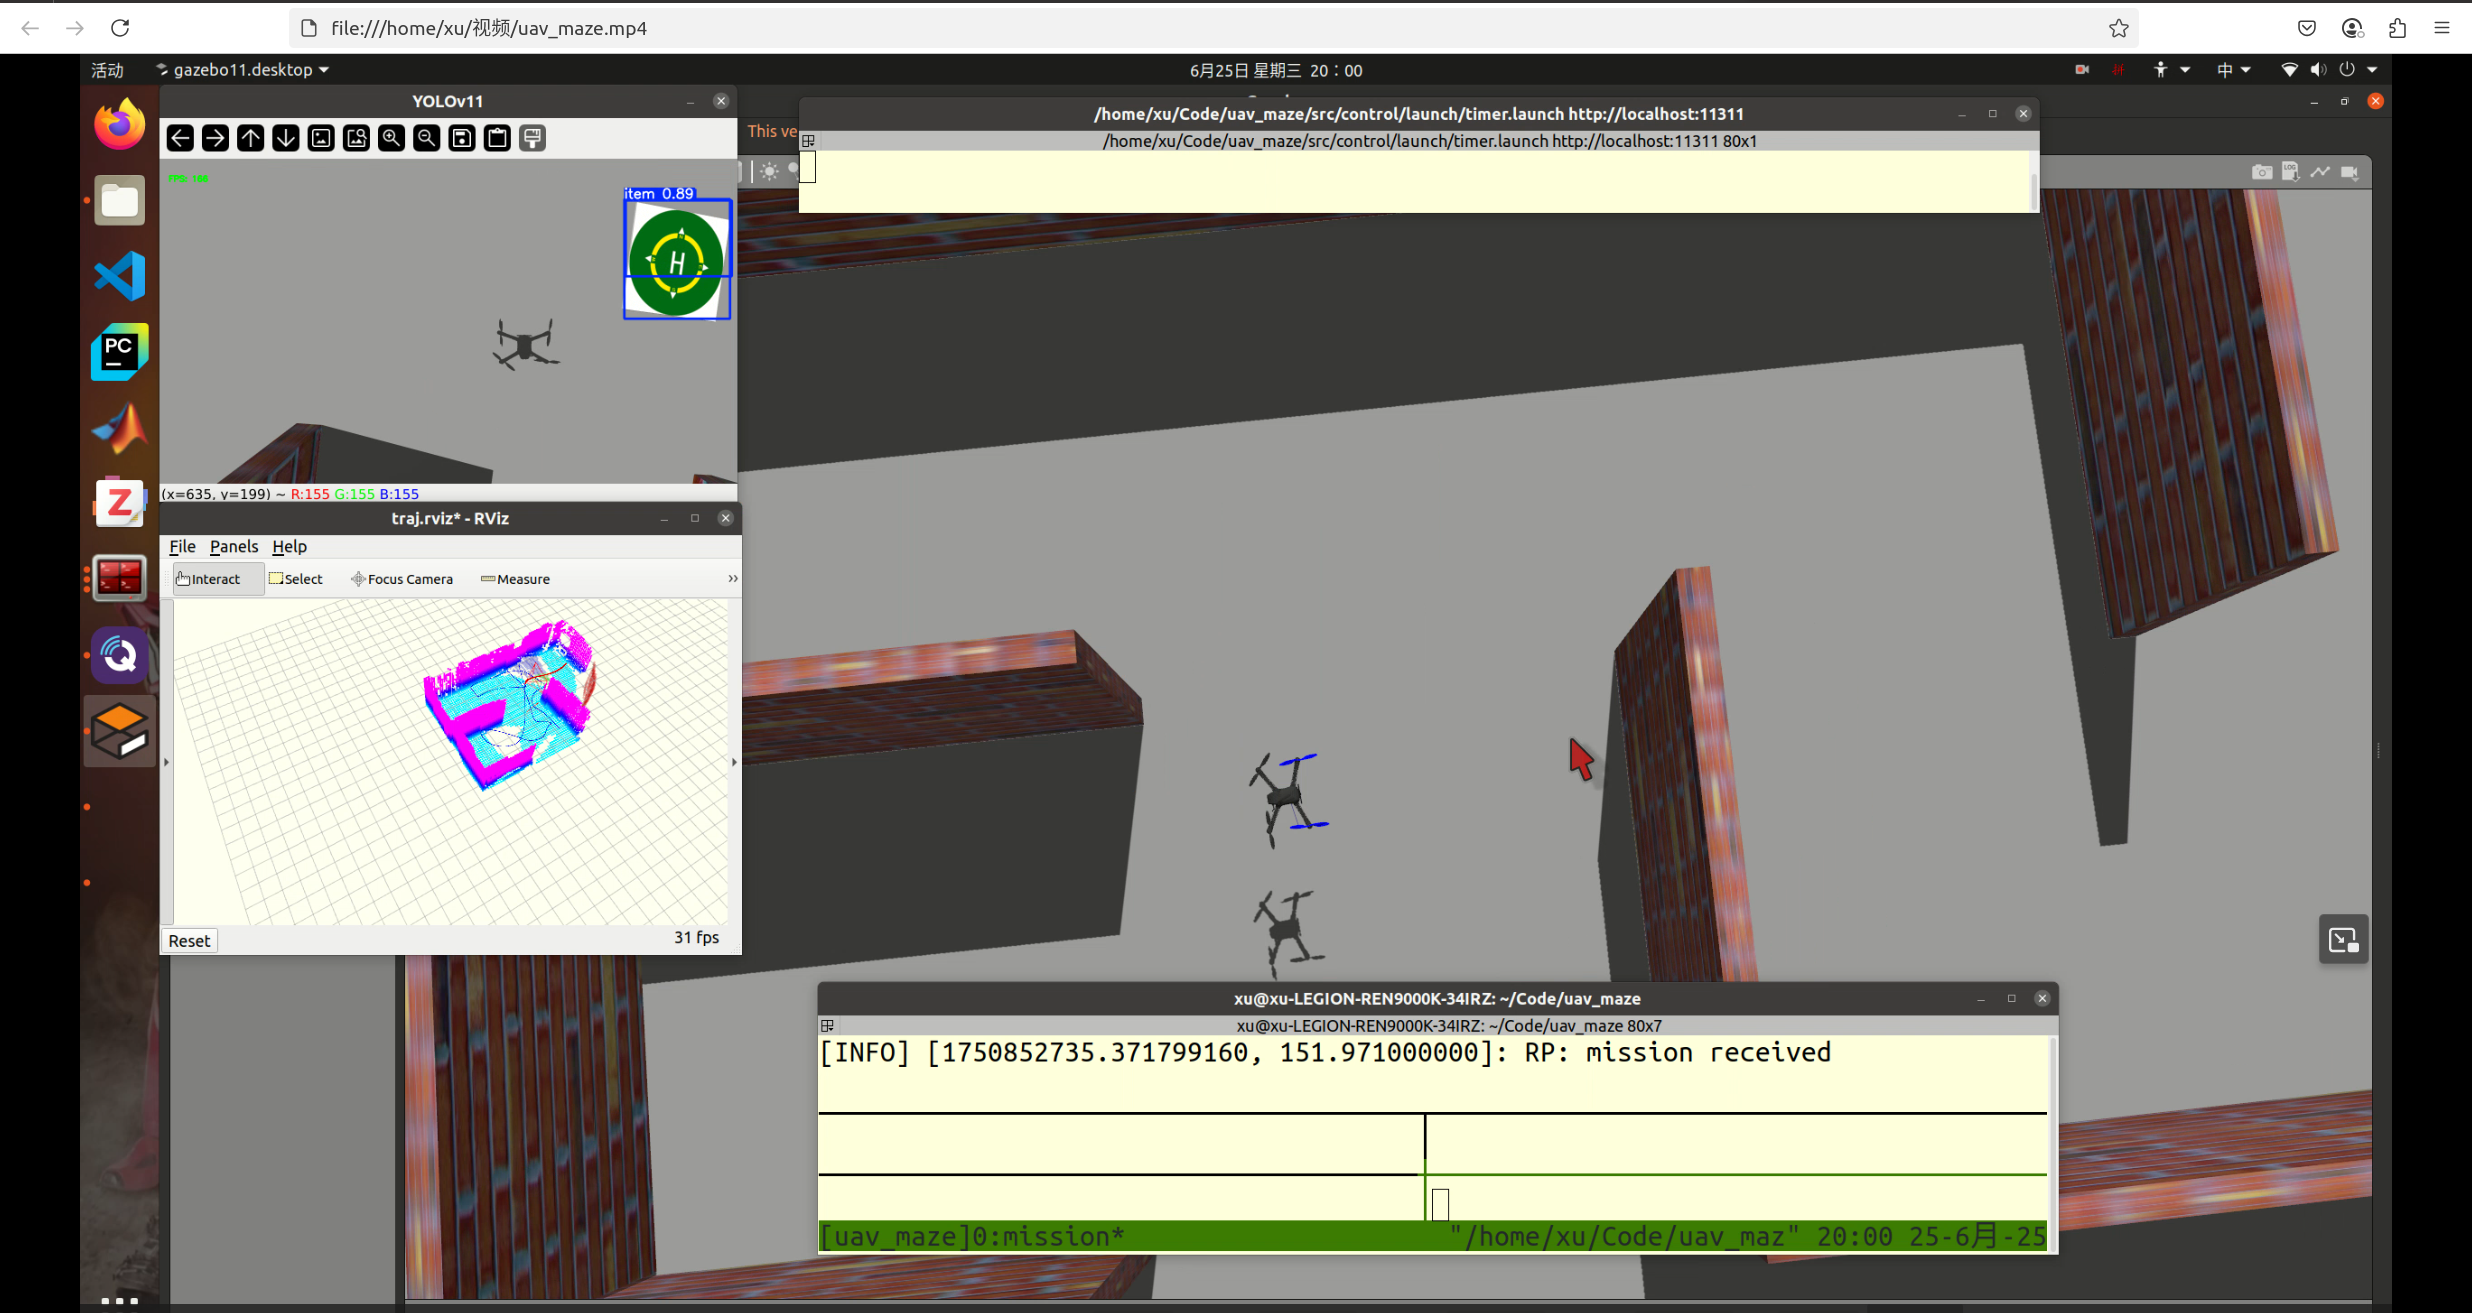 file:///home/xu/视频/uav_maze.mp4
活动
gazebo11.desktop
6月25日 星期三 20：00
中
YOLOv11
/home/xu/Code/uav_maze/src/control/launch/timer.launch http://localhost:11311
This ve
/home/xu/Code/uav_maze/src/control/launch/timer.launch http://localhost:11311 80x1
LOG
item 0.89
H
PC
Z
(x=635, y=199) ~ R:155 G:155 B:155
traj.rviz* - RViz
File Panels Help
Interact Select Focus Camera Measure
Reset
31 fps
xu@xu-LEGION-REN9000K-34IRZ: ~/Code/uav_maze
xu@xu-LEGION-REN9000K-34IRZ: ~/Code/uav_maze 80x7
[INFO] [1750852735.371799160, 151.971000000]: RP: mission received
[uav_maze]0:mission* "/home/xu/Code/uav_maz" 20:00 25-6月-25